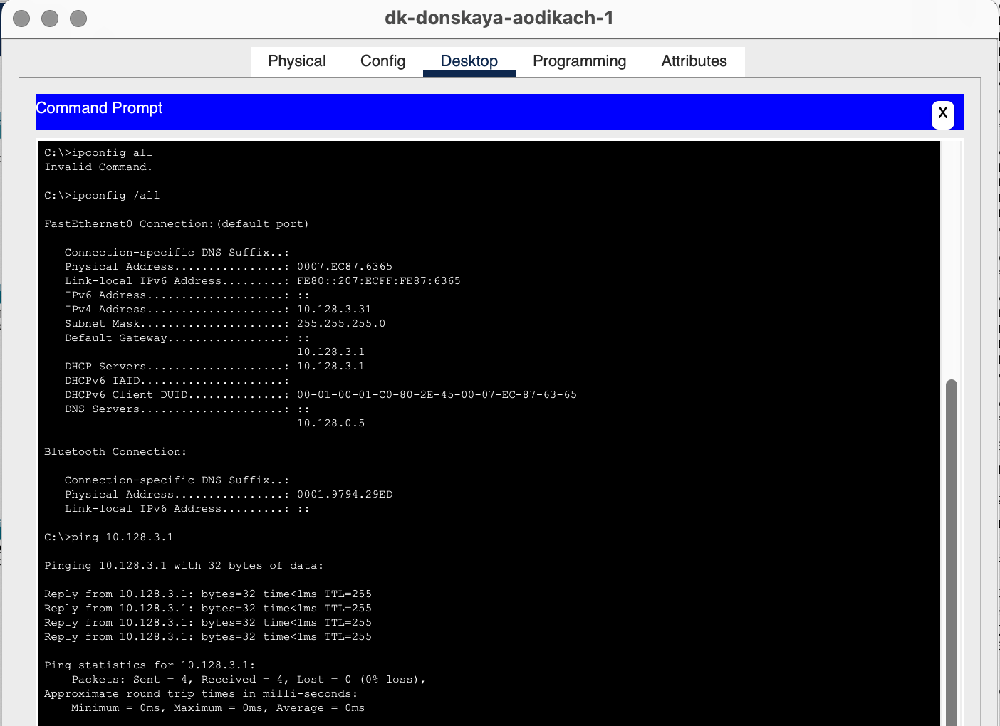 dk-donskaya-aodikach-1
Physical Config Desktop Programming Attributes
Command Prompt
X
C:\>ipconfig all
Invalid Command.
C:\>ipconfig /all
FastEthernet0 Connection:(default port)
Connection-specific DNS Suffix..:
Physical Address................: 0007.EC87.6365
Link-local IPv6 Address.........: FE80::207:ECFF:FE87:6365
IPv6 Address....................: ::
IPv4 Address....................: 10.128.3.31
Subnet Mask.....................: 255.255.255.0
Default Gateway.................: ::
10.128.3.1
DHCP Servers....................: 10.128.3.1
DHCPv6 IAID.....................:
DHCPv6 Client DUID..............: 00-01-00-01-C0-80-2E-45-00-07-EC-87-63-65
DNS Servers.....................: ::
10.128.0.5
Bluetooth Connection:
Connection-specific DNS Suffix..:
Physical Address................: 0001.9794.29ED
Link-local IPv6 Address.........: ::
C:\>ping 10.128.3.1
Pinging 10.128.3.1 with 32 bytes of data:
Reply from 10.128.3.1: bytes=32 time<1ms TTL=255
Reply from 10.128.3.1: bytes=32 time<1ms TTL=255
Reply from 10.128.3.1: bytes=32 time<1ms TTL=255
Reply from 10.128.3.1: bytes=32 time<1ms TTL=255
Ping statistics for 10.128.3.1:
Packets: Sent = 4, Received = 4, Lost = 0 (0% loss),
Approximate round trip times in milli-seconds:
Minimum = 0ms, Maximum = 0ms, Average = 0ms